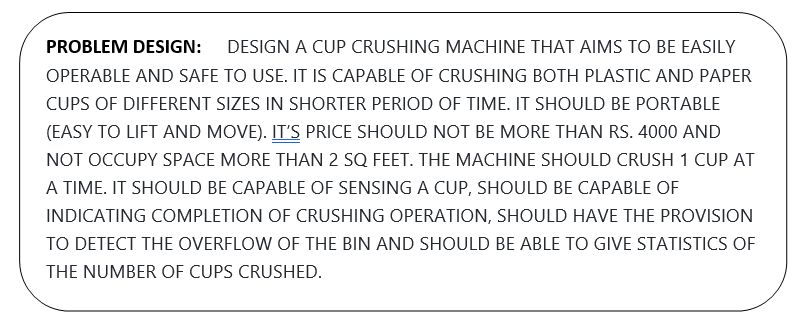 PROBLEM DESIGN: DESIGN A CUP CRUSHING MACHINE THAT AIMS TO BE EASILY
OPERABLE AND SAFE TO USE. IT IS CAPABLE OF CRUSHING BOTH PLASTIC AND PAPER
CUPS OF DIFFERENT SIZES IN SHORTER PERIOD OF TIME. IT SHOULD BE PORTABLE
(EASY TO LIFT AND MOVE). IT'S PRICE SHOULD NOT BE MORE THAN RS. 4000 AND
NOT OCCUPY SPACE MORE THAN 2 SQ FEET. THE MACHINE SHOULD CRUSH 1 CUP AT
A TIME. IT SHOULD BE CAPABLE OF SENSING A CUP, SHOULD BE CAPABLE OF
INDICATING COMPLETION OF CRUSHING OPERATION, SHOULD HAVE THE PROVISION
TO DETECT THE OVERFLOW OF THE BIN AND SHOULD BE ABLE TO GIVE STATISTICS OF
THE NUMBER OF CUPS CRUSHED.